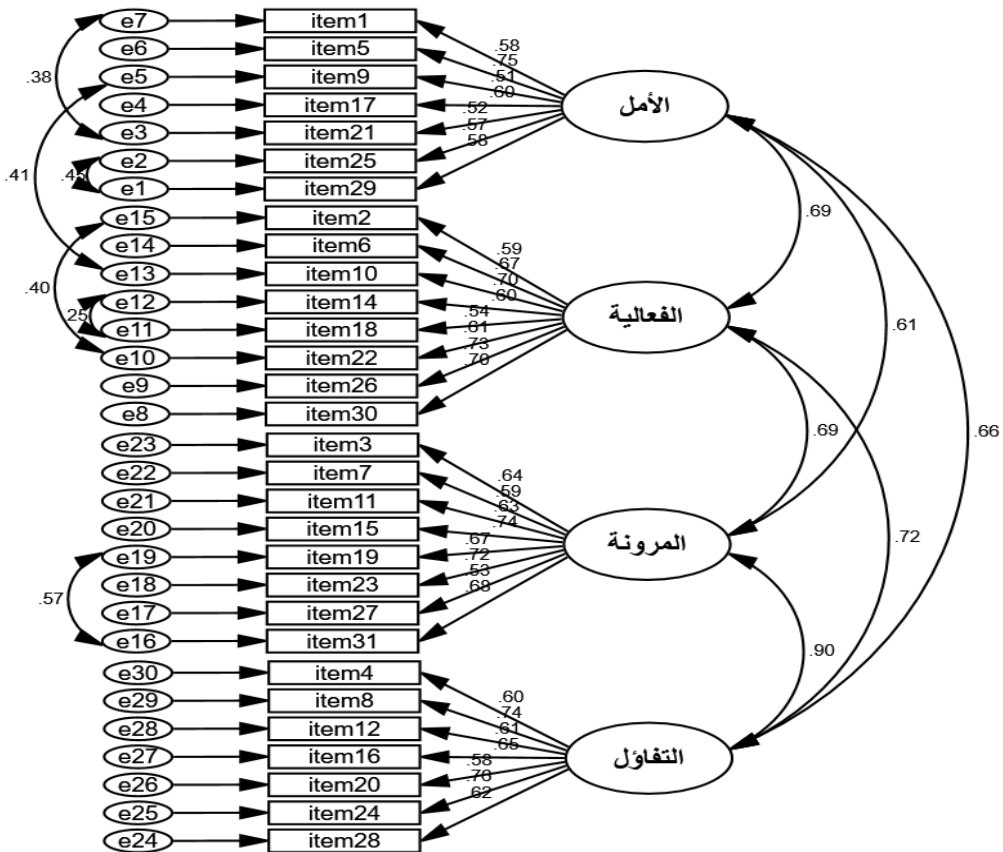 e7 item1
e6 item5
e5 item9
e4 item17
e3 item21
e2 item25
e1 item29
.58
.75
.51
.60
.52
.57
.58
الأمل
.38
.41
.45
e15 item2
e14 item6
e13 item10
e12 item14
e11 item18
e10 item22
e9 item26
e8 item30
.59
.67
.70
.60
.54
.61
.73
.70
الفعالية
.40
.25
e23 item3
e22 item7
e21 item11
e20 item15
e19 item19
e18 item23
e17 item27
e16 item31
.64
.59
.63
.74
.67
.72
.53
.68
المرونة
.57
e30 item4
e29 item8
e28 item12
e27 item16
e26 item20
e25 item24
e24 item28
.60
.74
.61
.65
.58
.62
التفاؤل
.69
.61
.66
.69
.72
.90